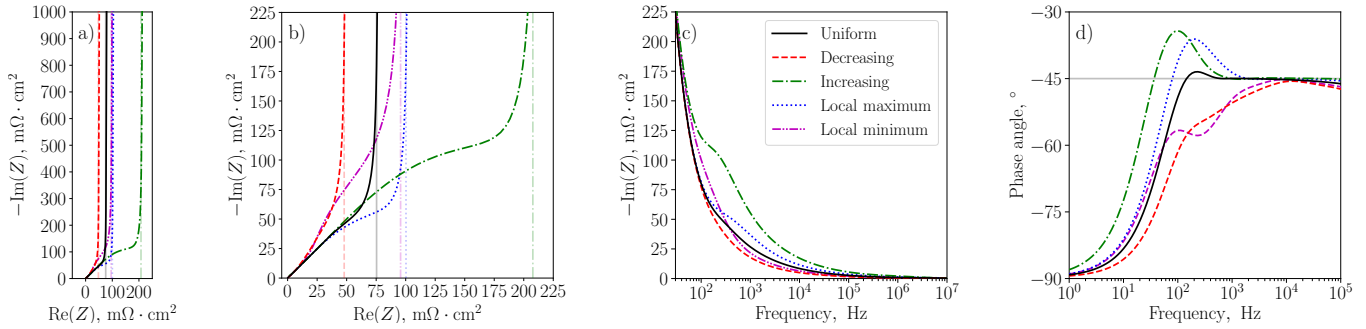 a)
1000
900
800
700
600
500
400
300
200
100
0
−Im(Z), mΩ · cm²
0 100 200
Re(Z), mΩ · cm²
b)
225
200
175
150
125
100
75
50
25
0
−Im(Z), mΩ · cm²
0 25 50 75 100 125 150 175 200 225
Re(Z), mΩ · cm²
c)
225
200
175
150
125
100
75
50
25
0
−Im(Z), mΩ · cm²
Uniform
Decreasing
Increasing
Local maximum
Local minimum
10² 10³ 10⁴ 10⁵ 10⁶ 10⁷
Frequency, Hz
d)
−30
−45
−60
−75
−90
Phase angle, °
10⁰ 10¹ 10² 10³ 10⁴ 10⁵
Frequency, Hz